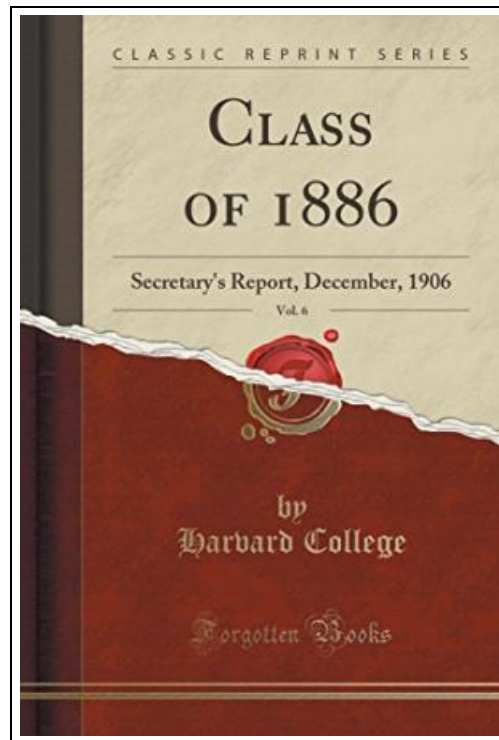 CLASSIC REPRINT SERIES
CLASS
OF 1886
Secretary's Report, December, 1906
Vol. 6
by
Harvard College
Forgotten Books